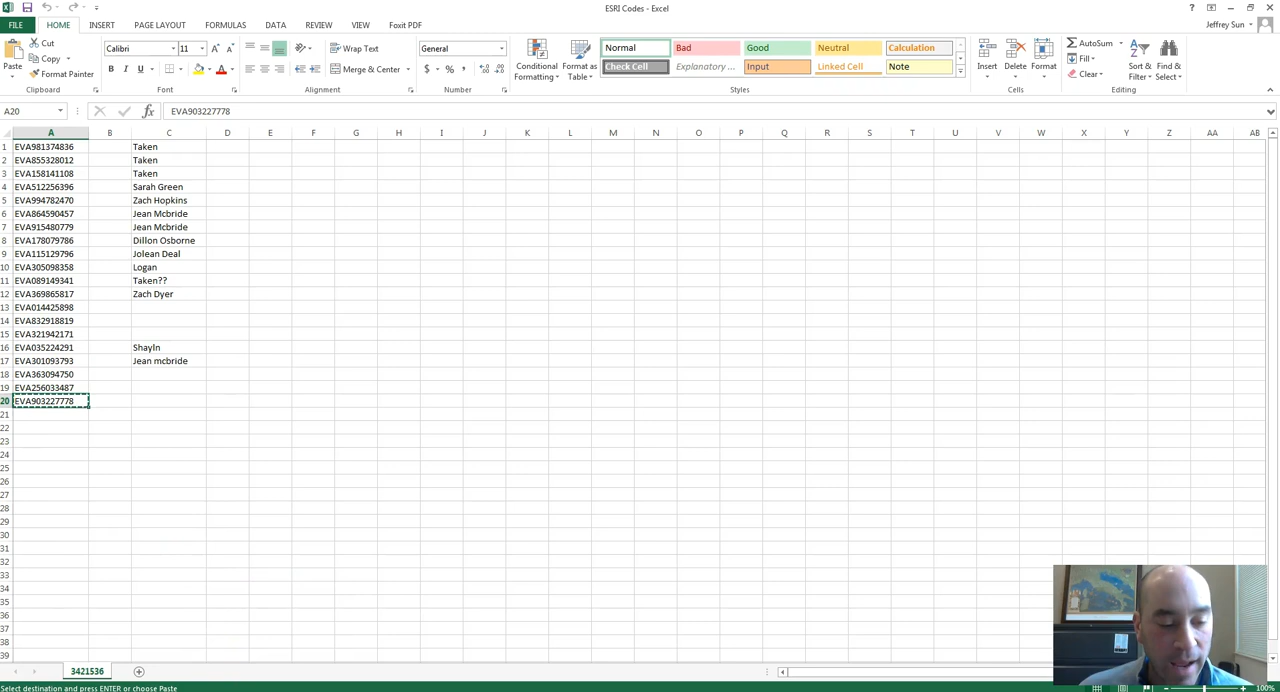 ESRI Codes - Excel
Jeffrey Sun
FILE HOME INSERT PAGE LAYOUT FORMULAS DATA REVIEW VIEW Foxit PDF
Paste
Cut
Copy
Format Painter
Clipboard
Calibri 11
B I U
Font
Wrap Text
Merge & Center
Alignment
General
$ % ,
Number
Conditional Formatting
Format as Table
Normal Bad Good Neutral Calculation
Check Cell Explanatory ... Input Linked Cell Note
Styles
Insert Delete Format
Cells
AutoSum
Fill
Clear
Sort & Filter
Find & Select
Editing
A20 fx EVA903227778
A B C D E F G H I J K L M N O P Q R S T U V W X Y Z AA AB
1 EVA981374836 Taken
2 EVA855328012 Taken
3 EVA158141108 Taken
4 EVA512256396 Sarah Green
5 EVA994782470 Zach Hopkins
6 EVA864590457 Jean Mcbride
7 EVA915480779 Jean Mcbride
8 EVA178079786 Dillon Osborne
9 EVA115129796 Jolean Deal
10 EVA305098358 Logan
11 EVA089149341 Taken??
12 EVA369865817 Zach Dyer
13 EVA014425898
14 EVA832918819
15 EVA321942171
16 EVA035224291 Shayln
17 EVA301093793 Jean mcbride
18 EVA363094750
19 EVA256033487
20 EVA903227778
21
22
23
24
25
26
27
28
29
30
31
32
33
34
35
36
37
38
39
3421536
Select destination and press ENTER or choose Paste
100%